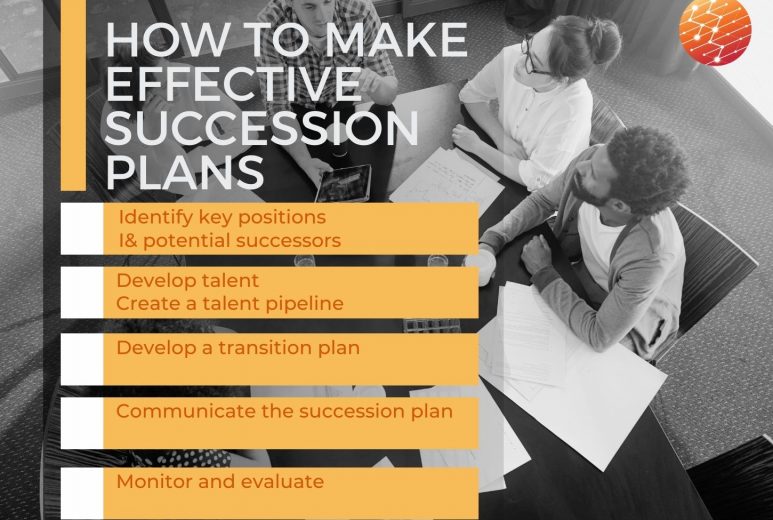 HOW TO MAKE
EFFECTIVE
SUCCESSION
PLANS
Identify key positions
I& potential successors
Develop talent
Create a talent pipeline
Develop a transition plan
Communicate the succession plan
Monitor and evaluate